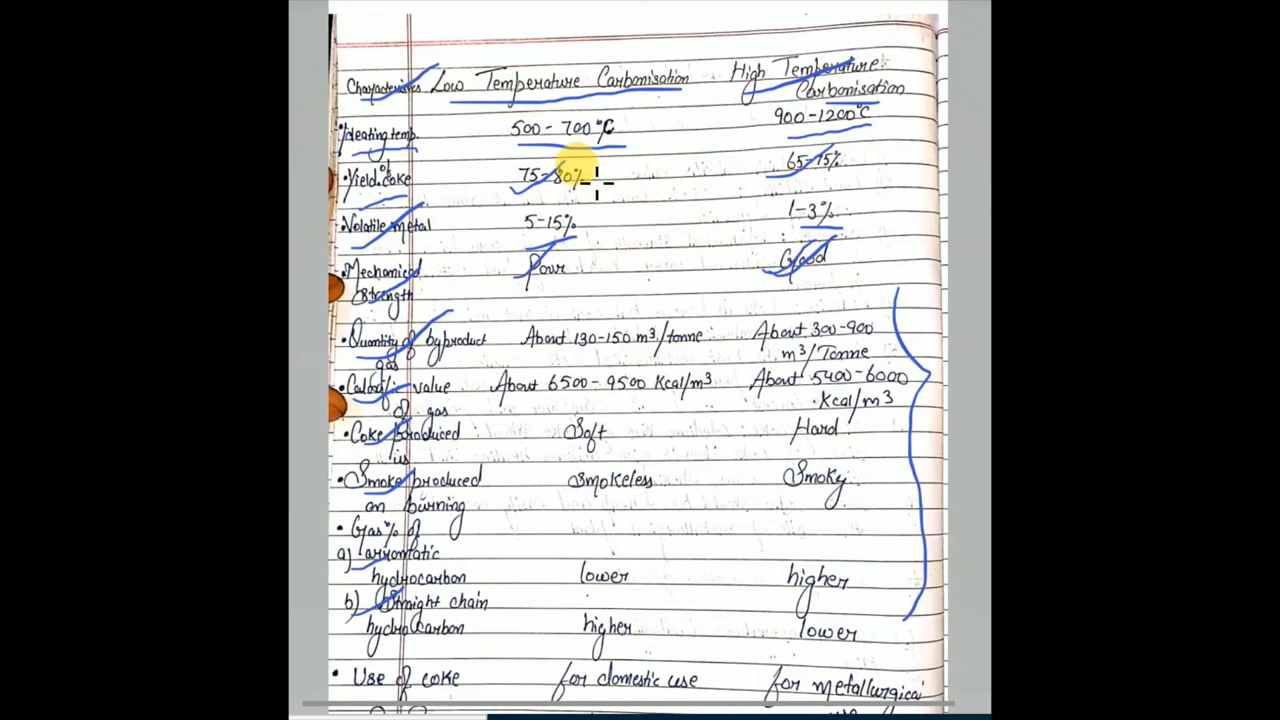 Characteristics Low Temperature Carbonisation High Temperature
Carbonisation
• Heating temp. 500 - 700°C 900-1200°C
• Yield of coke 75-80% 65-75%
• Volatile metal 5-15% 1-3%
• Mechanical Poor Good
Strength
• Quantity of byproduct About 130-150 m³/tonne About 300-900
gas m³/Tonne
• Calorific value About 6500-9500 Kcal/m³ About 5400-6000
of gas Kcal/m³
• Coke produced Soft Hard
is
• Smoke produced Smokeless Smoky
on burning
• Gas % of
a) arromatic
hydrocarbon lower higher
b) Straight chain
hydrocarbon higher lower
• Use of coke for domestic use for metallurgical